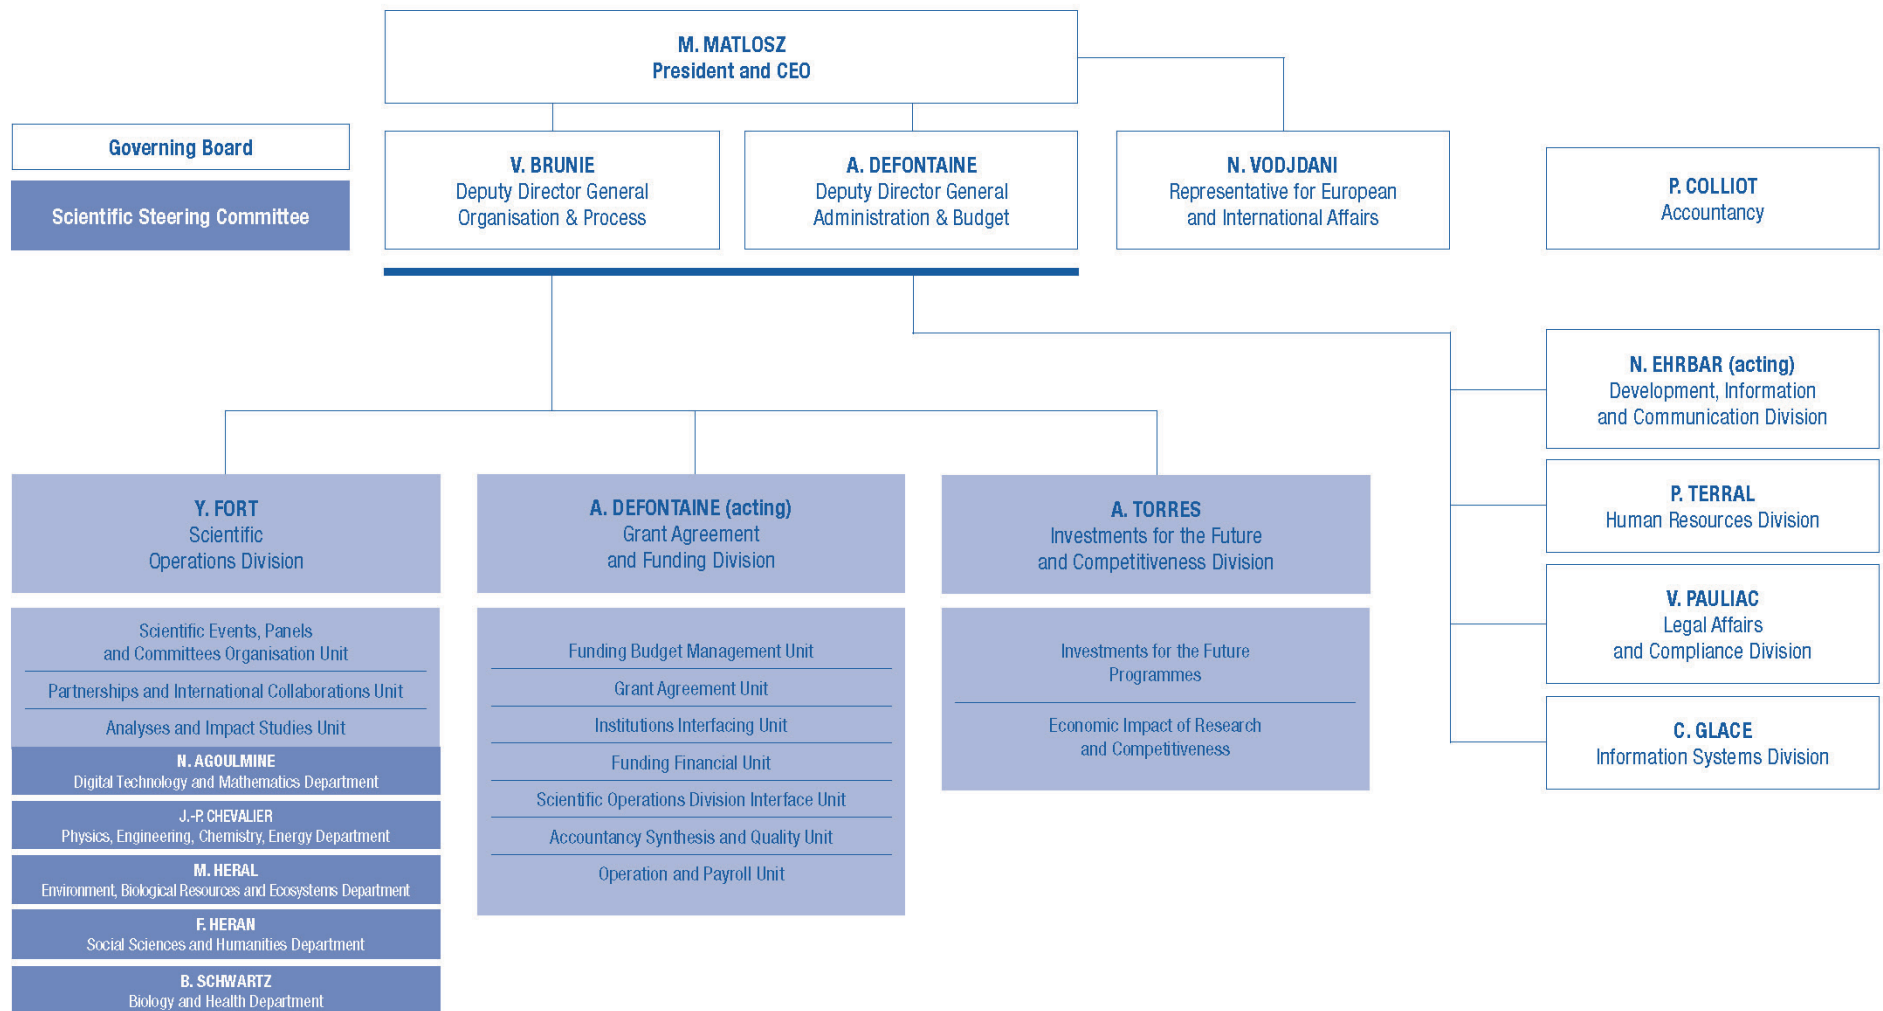 M. MATLOSZ
President and CEO
Governing Board
Scientific Steering Committee
V. BRUNIE
Deputy Director General
Organisation & Process
A. DEFONTAINE
Deputy Director General
Administration & Budget
N. VODJDANI
Representative for European
and International Affairs
P. COLLIOT
Accountancy
N. EHRBAR (acting)
Development, Information
and Communication Division
P. TERRAL
Human Resources Division
V. PAULIAC
Legal Affairs
and Compliance Division
C. GLACE
Information Systems Division
Y. FORT
Scientific
Operations Division
Scientific Events, Panels
and Committees Organisation Unit
Partnerships and International Collaborations Unit
Analyses and Impact Studies Unit
N. AGOULMINE
Digital Technology and Mathematics Department
J.-P. CHEVALIER
Physics, Engineering, Chemistry, Energy Department
M. HERAL
Environment, Biological Resources and Ecosystems Department
F. HERAN
Social Sciences and Humanities Department
B. SCHWARTZ
Biology and Health Department
A. DEFONTAINE (acting)
Grant Agreement
and Funding Division
Funding Budget Management Unit
Grant Agreement Unit
Institutions Interfacing Unit
Funding Financial Unit
Scientific Operations Division Interface Unit
Accountancy Synthesis and Quality Unit
Operation and Payroll Unit
A. TORRES
Investments for the Future
and Competitiveness Division
Investments for the Future
Programmes
Economic Impact of Research
and Competitiveness